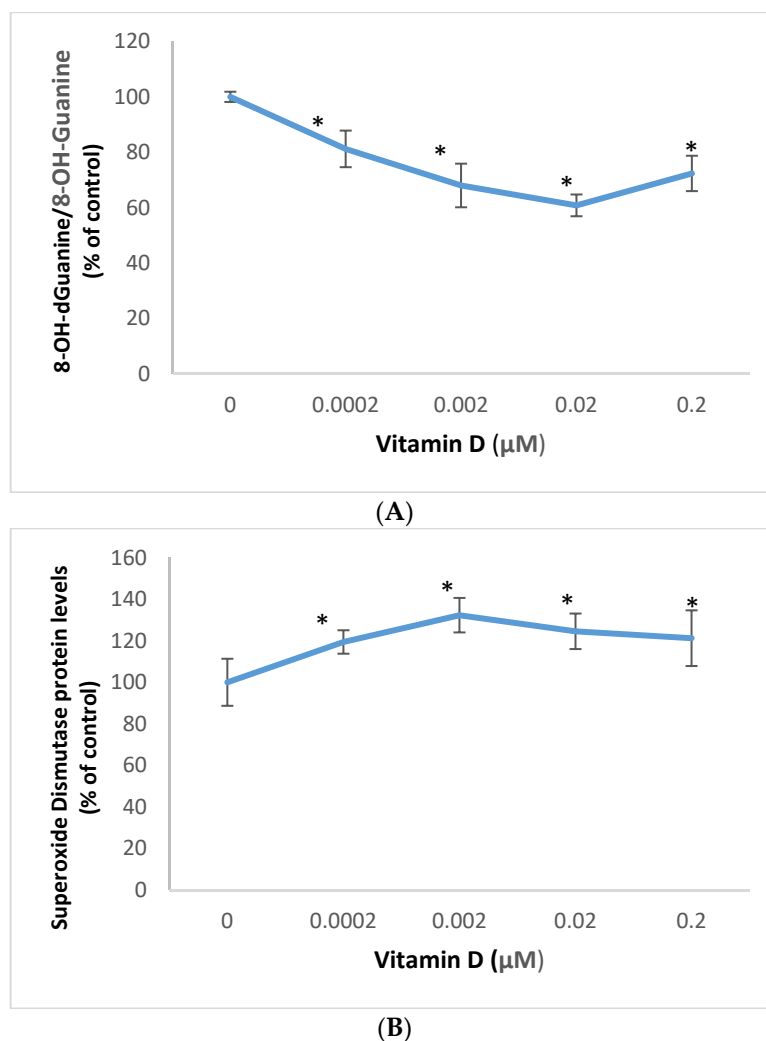 120
100
80
60
40
20
0
8-OH-dGuanine/8-OH-Guanine
(% of control)
*
*
*
*
0 0.0002 0.002 0.02 0.2
Vitamin D (µM)
(A)
160
140
120
100
80
60
40
20
0
Superoxide Dismutase protein levels
(% of control)
*
*
*
*
0 0.0002 0.002 0.02 0.2
Vitamin D (µM)
(B)